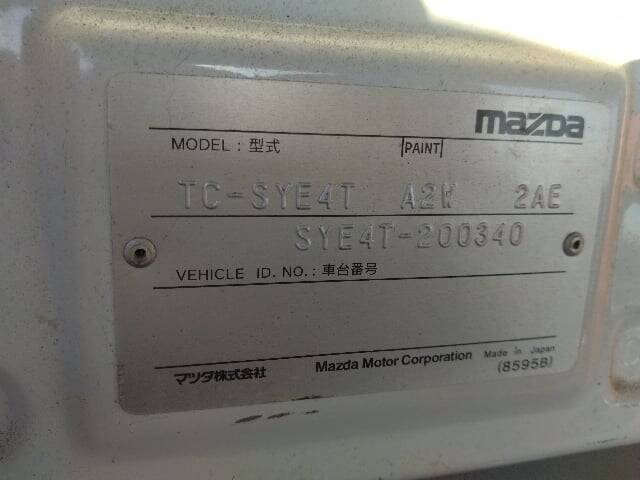 mazda
MODEL : 型式 PAINT
TC-SYE4T A2W 2AE
SYE4T-200340
VEHICLE ID. NO. : 車台番号
マツダ株式会社 Mazda Motor Corporation Made in Japan
(8595B)